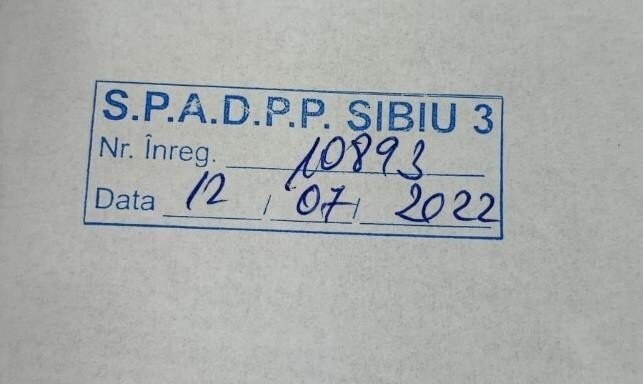 S.P.A.D.P.P. SIBIU 3
Nr. Înreg. 10893
Data 12 / 07 / 2022